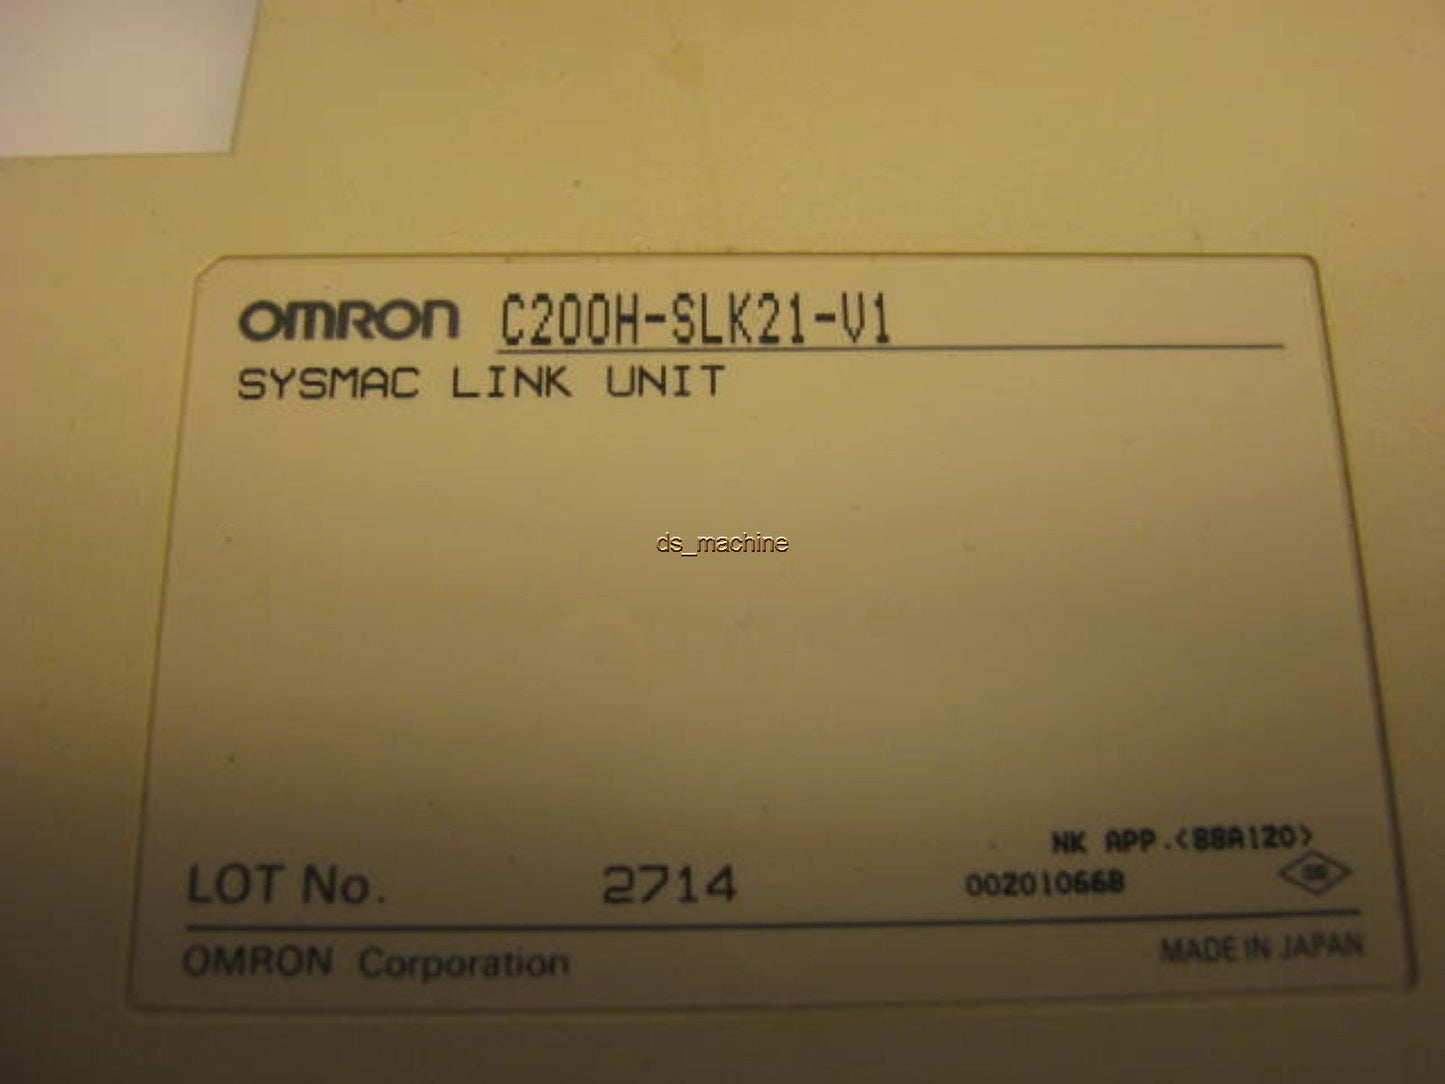 OMRON C200H-SLK21-V1
SYSMAC LINK UNIT
ds_machine
NK APP.<88A120>
LOT No. 2714 002010668
OMRON Corporation MADE IN JAPAN